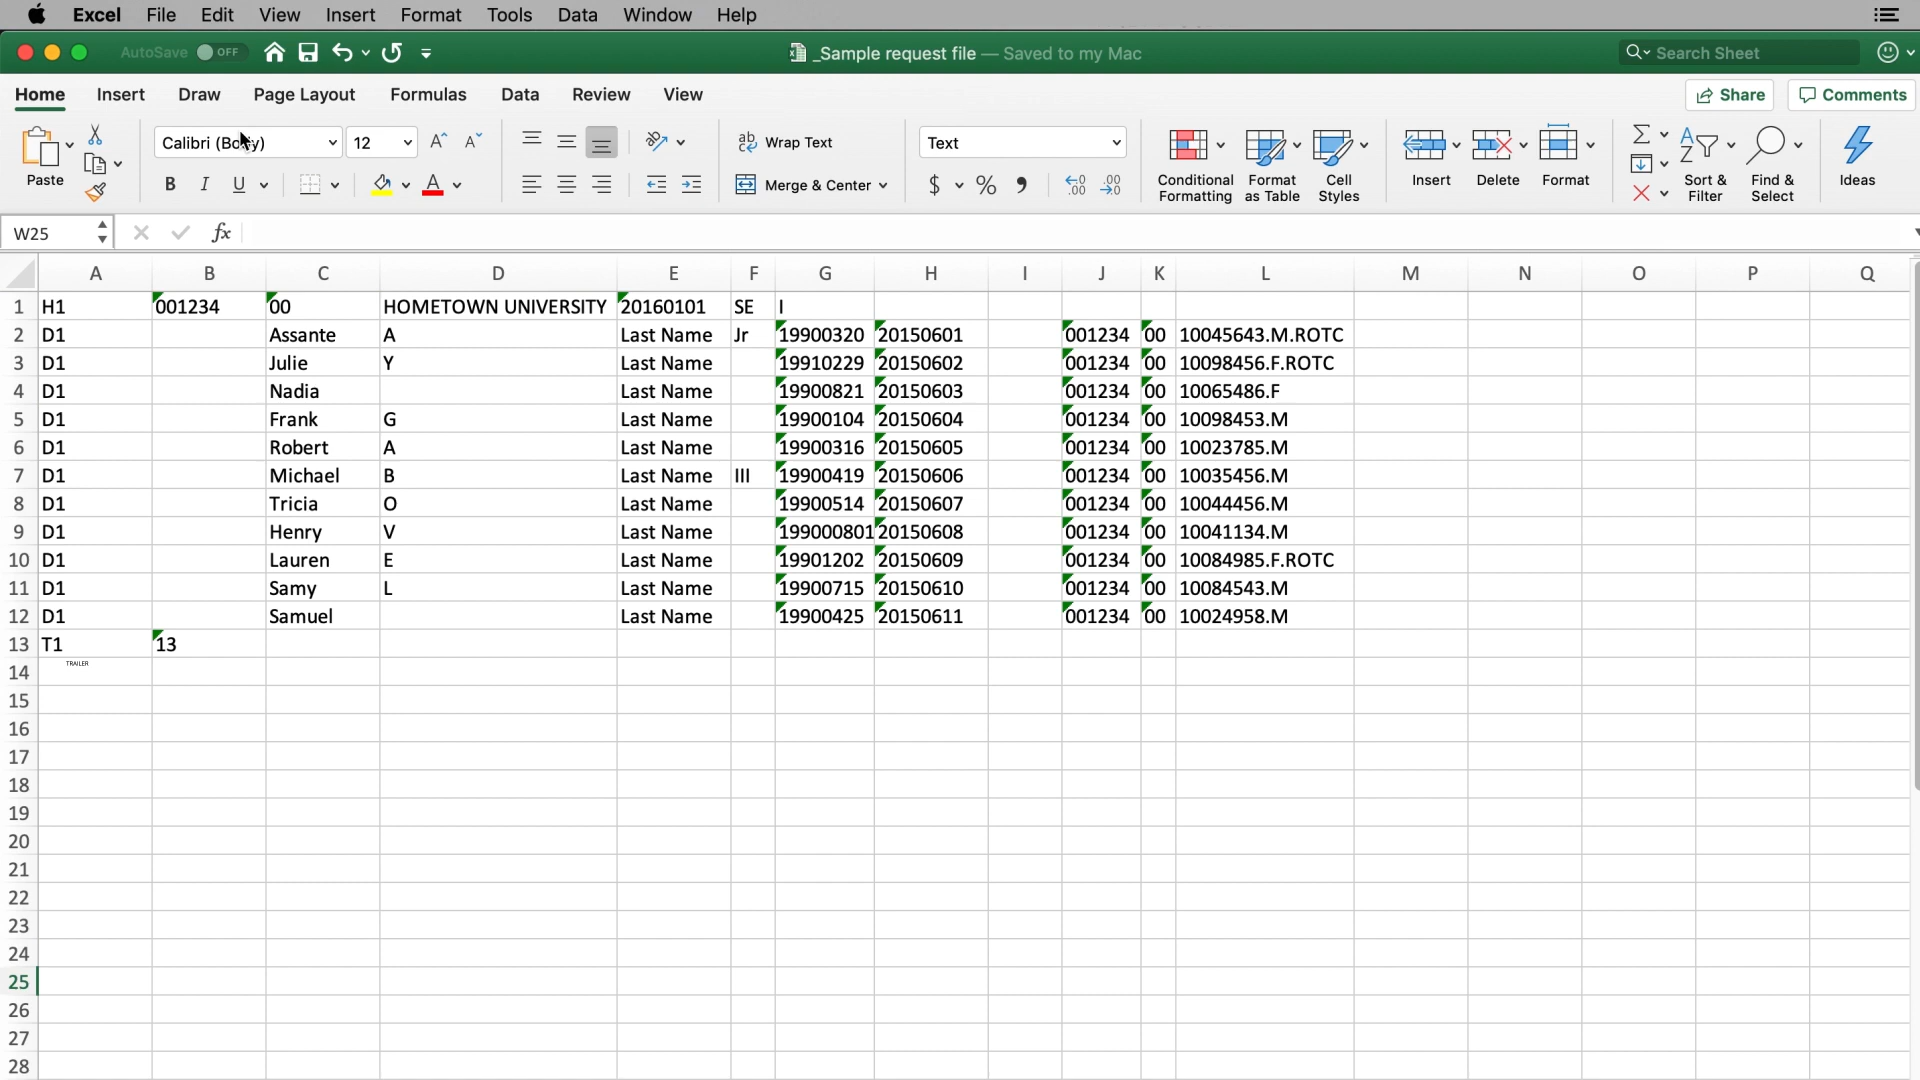 Excel File Edit View Insert Format Tools Data Window Help
AutoSave OFF _Sample request file — Saved to my Mac Search Sheet
Home Insert Draw Page Layout Formulas Data Review View Share Comments
Calibri (Body) 12 A A ab Wrap Text Text
Paste Conditional Formatting Format as Table Cell Styles Insert Delete Format Sort & Filter Find & Select Ideas
B I U A Merge & Center $ % 9 .00
W25 fx
A B C D E F G H I J K L M N O P Q
1 H1 001234 00 HOMETOWN UNIVERSITY 20160101 SE I
2 D1 Assante A Last Name Jr 19900320 20150601 001234 00 10045643.M.ROTC
3 D1 Julie Y Last Name 19910229 20150602 001234 00 10098456.F.ROTC
4 D1 Nadia Last Name 19900821 20150603 001234 00 10065486.F
5 D1 Frank G Last Name 19900104 20150604 001234 00 10098453.M
6 D1 Robert A Last Name 19900316 20150605 001234 00 10023785.M
7 D1 Michael B Last Name III 19900419 20150606 001234 00 10035456.M
8 D1 Tricia O Last Name 19900514 20150607 001234 00 10044456.M
9 D1 Henry V Last Name 199000801 20150608 001234 00 10041134.M
10 D1 Lauren E Last Name 19901202 20150609 001234 00 10084985.F.ROTC
11 D1 Samy L Last Name 19900715 20150610 001234 00 10084543.M
12 D1 Samuel Last Name 19900425 20150611 001234 00 10024958.M
13 T1 13
TRAILER
14
15
16
17
18
19
20
21
22
23
24
25
26
27
28